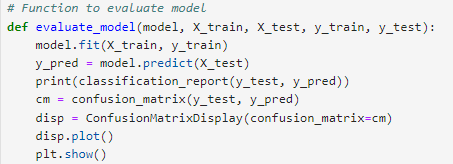 # Function to evaluate model
def evaluate_model(model, X_train, X_test, y_train, y_test):
    model.fit(X_train, y_train)
    y_pred = model.predict(X_test)
    print(classification_report(y_test, y_pred))
    cm = confusion_matrix(y_test, y_pred)
    disp = ConfusionMatrixDisplay(confusion_matrix=cm)
    disp.plot()
    plt.show()